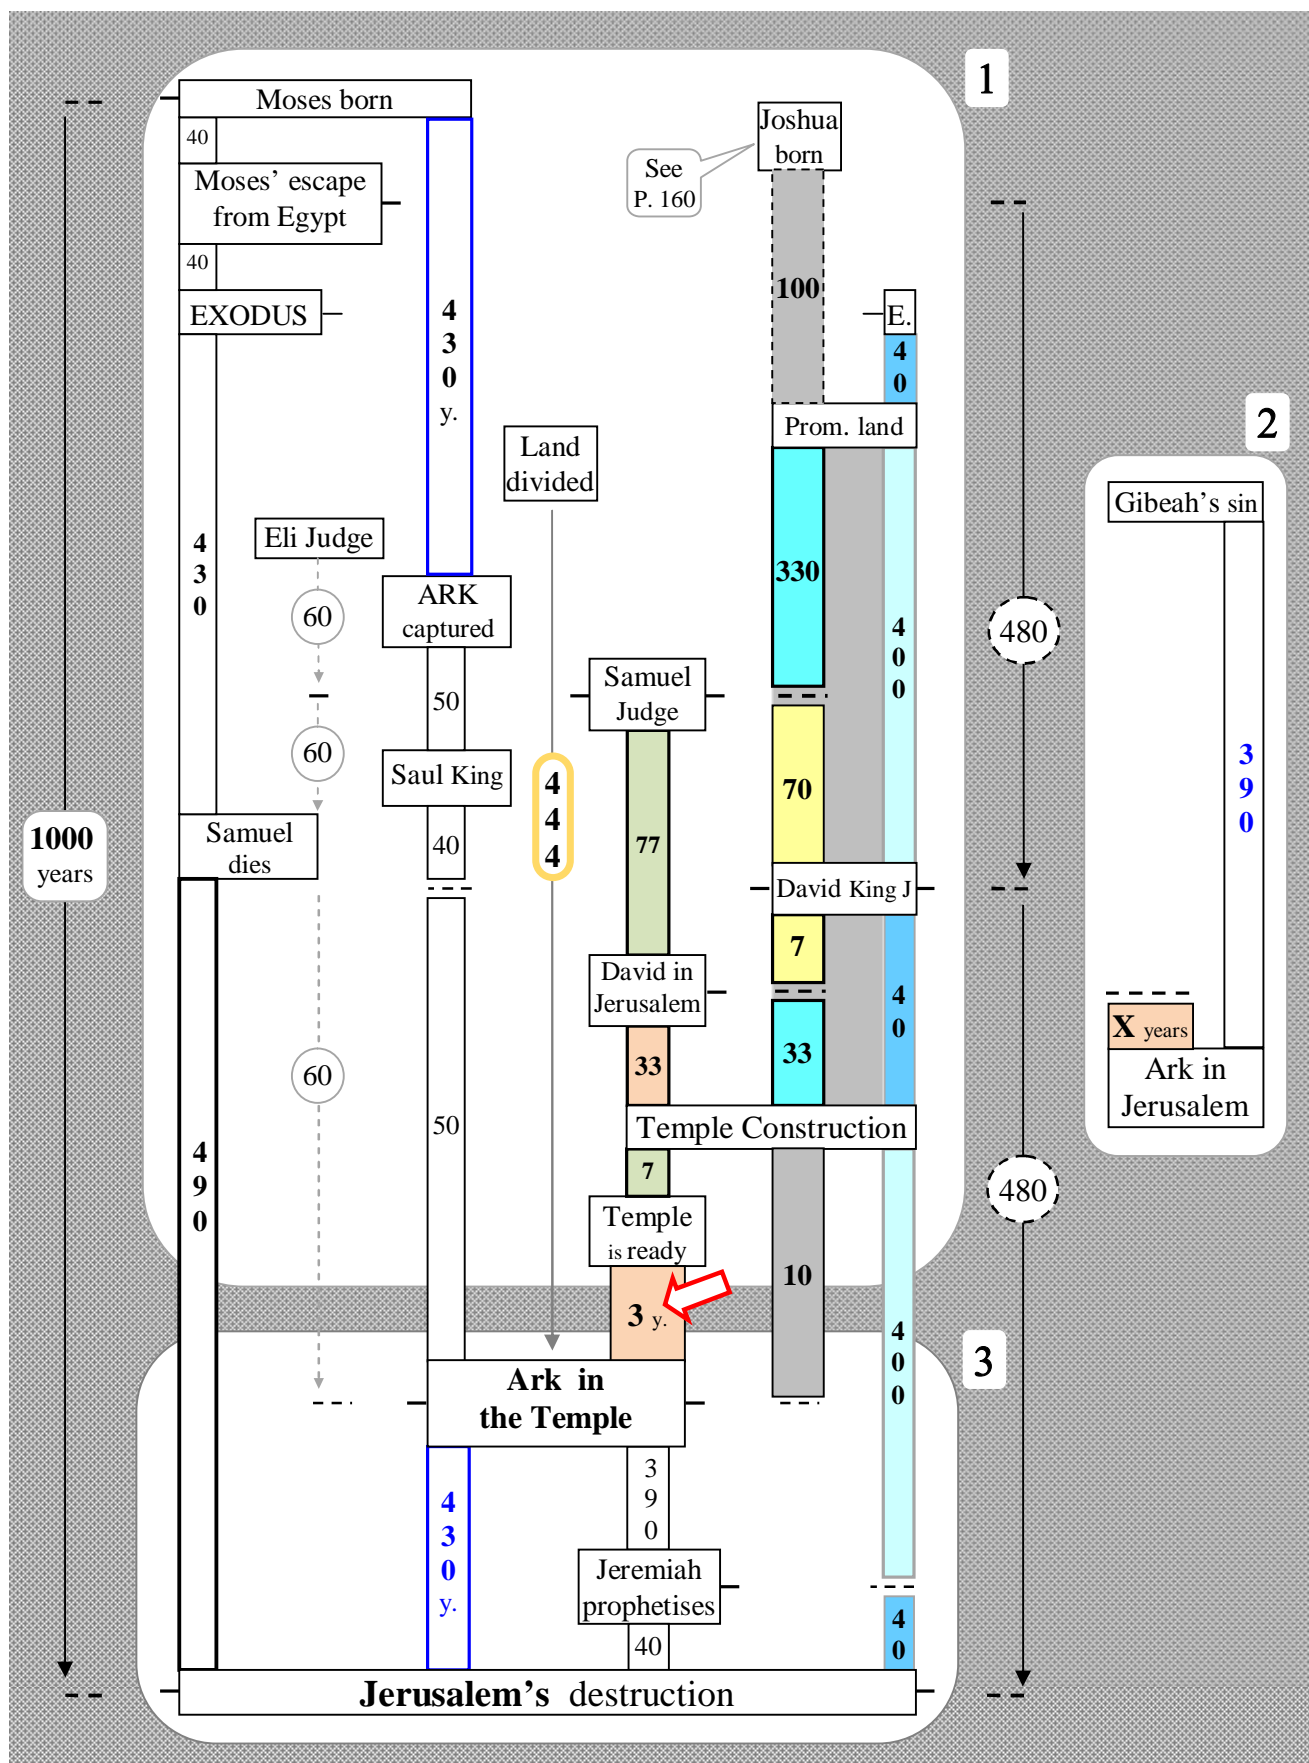 1
Moses born
Joshua
born
40
See
P. 160
Moses’ escape
from Egypt
40
100
EXODUS
E.
4
3
0
y.
4
0
2
Prom. land
Land
divided
Gibeah’s sin
Eli Judge
4
3
0
330
60
ARK
captured
480
4
0
0
Samuel
Judge
50
60
Saul King
4
4
4
70
3
9
0
1000
years
Samuel
dies
40
77
David King J
7
David in
Jerusalem
4
0
X years
33
33
60
Ark in
Jerusalem
50
Temple Construction
4
9
0
7
480
Temple
is ready
10
3 y.
3
4
0
0
Ark in
the Temple
3
9
0
4
3
0
y.
Jeremiah
prophetises
4
0
40
Jerusalem’s destruction